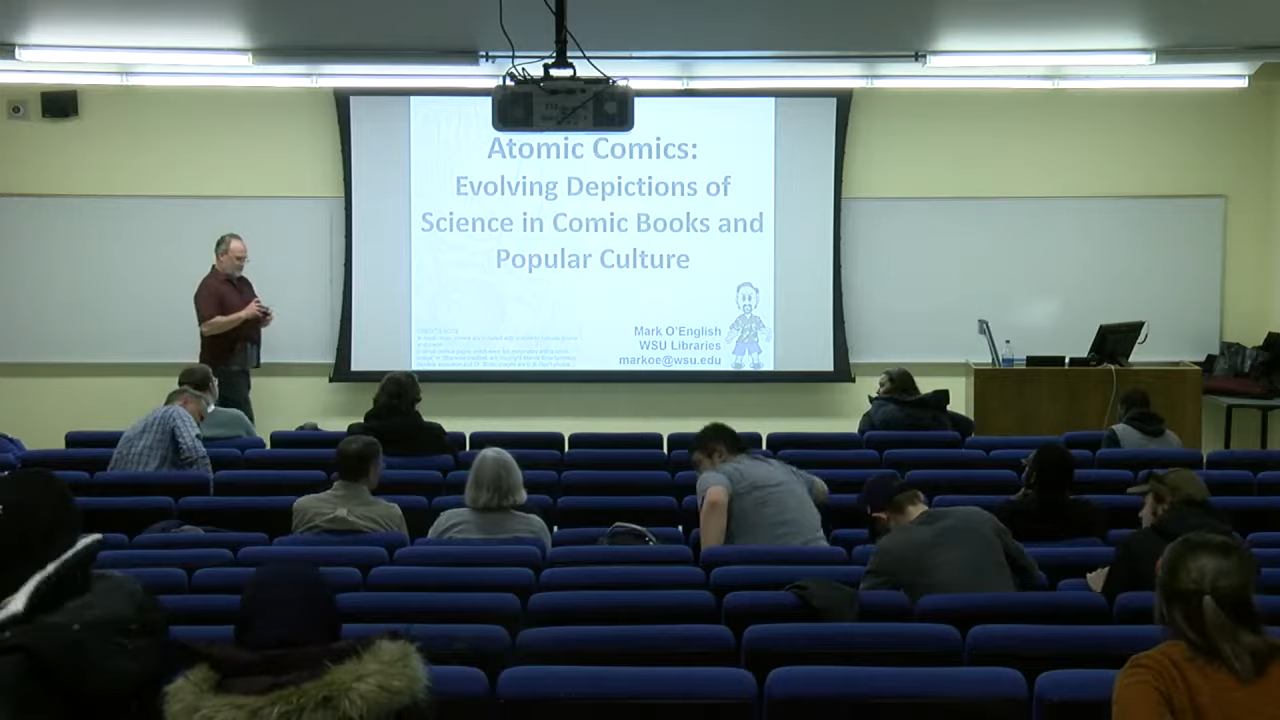 Atomic Comics:
Evolving Depictions of
Science in Comic Books and
Popular Culture
Mark O'English
WSU Libraries
markoe@wsu.edu